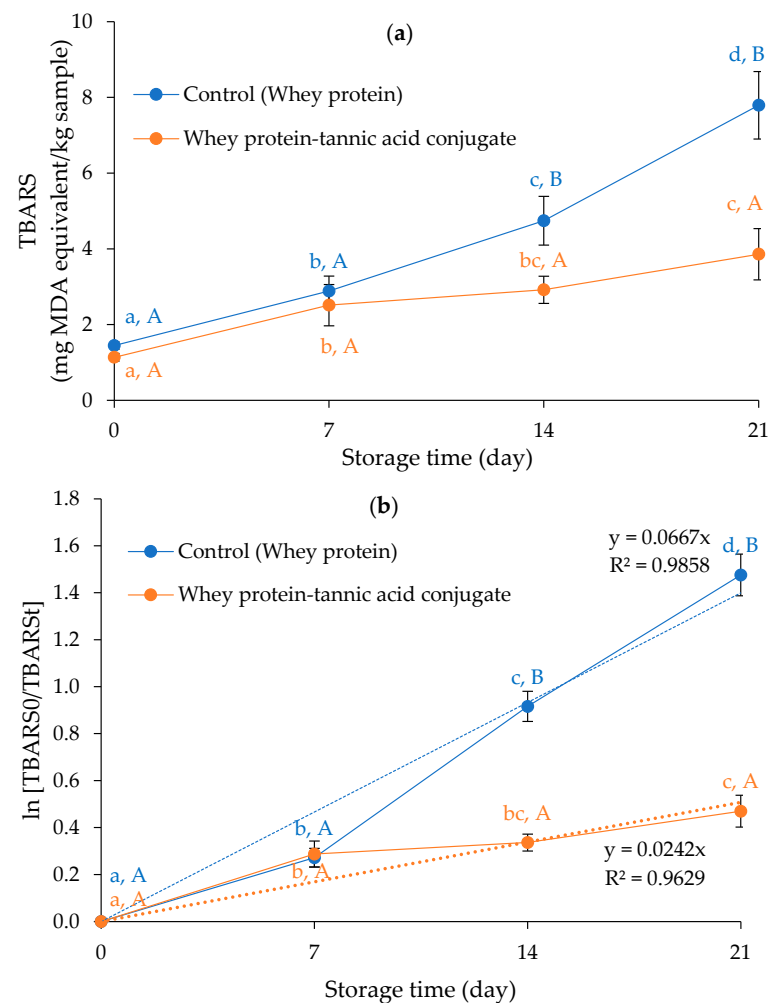 (a)
10
8
6
4
2
0
TBARS
(mg MDA equivalent/kg sample)
Control (Whey protein)
Whey protein-tannic acid conjugate
a, A
a, A
b, A
b, A
c, B
bc, A
d, B
c, A
0 7 14 21
Storage time (day)
(b)
1.8
1.6
1.4
1.2
1.0
0.8
0.6
0.4
0.2
0.0
ln [TBARS0/TBARSt]
Control (Whey protein)
Whey protein-tannic acid conjugate
y = 0.0667x
R² = 0.9858
a, A
a, A
b, A
b, A
c, B
bc, A
d, B
c, A
y = 0.0242x
R² = 0.9629
0 7 14 21
Storage time (day)